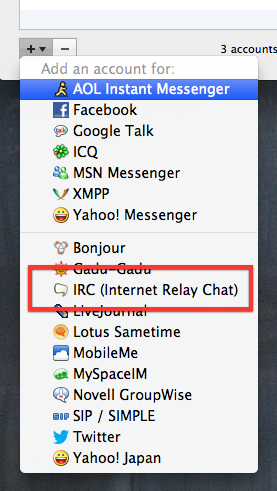 3 accounts
Add an account for:
AOL Instant Messenger
Facebook
Google Talk
ICQ
MSN Messenger
XMPP
Yahoo! Messenger
Bonjour
Gadu-Gadu
IRC (Internet Relay Chat)
LiveJournal
Lotus Sametime
MobileMe
MySpaceIM
Novell GroupWise
SIP SIP / SIMPLE
Twitter
Yahoo! Japan